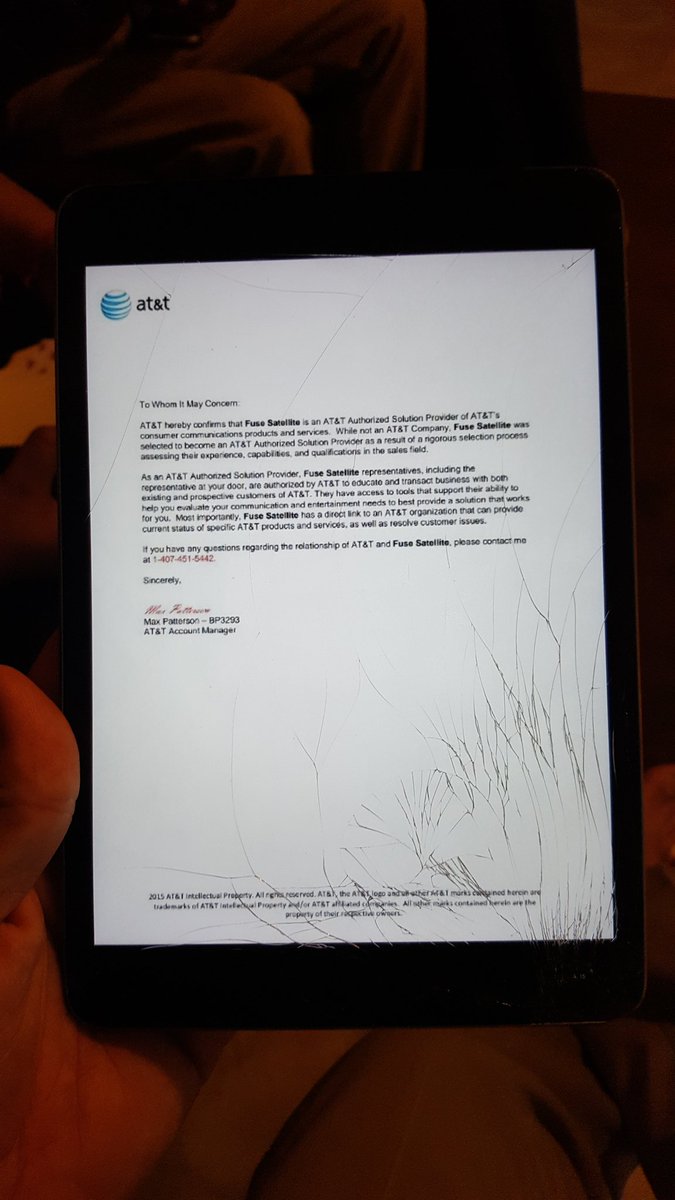 at&t
To Whom It May Concern:
AT&T hereby confirms that Fuse Satellite is an AT&T Authorized Solution Provider of AT&T's
consumer communications products and services. While not an AT&T Company, Fuse Satellite was
selected to become an AT&T Authorized Solution Provider as a result of a rigorous selection process
assessing their experience, capabilities, and qualifications in the sales field.
As an AT&T Authorized Solution Provider, Fuse Satellite representatives, including the
representative at your door, are authorized by AT&T to educate and transact business with both
existing and prospective customers of AT&T. They have access to tools that support their ability to
help you evaluate your communication and entertainment needs to best provide a solution that works
for you. Most importantly, Fuse Satellite has a direct link to an AT&T organization that can provide
current status of specific AT&T products and services, as well as resolve customer issues.
If you have any questions regarding the relationship of AT&T and Fuse Satellite, please contact me
at 1-407-451-5442.
Sincerely,
Max Patterson
Max Patterson – BP3293
AT&T Account Manager
2015 AT&T Intellectual Property. All rights reserved. AT&T, the AT&T logo and all other AT&T marks contained herein are
trademarks of AT&T Intellectual Property and/or AT&T affiliated companies. All other marks contained herein are the
property of their respective owners.